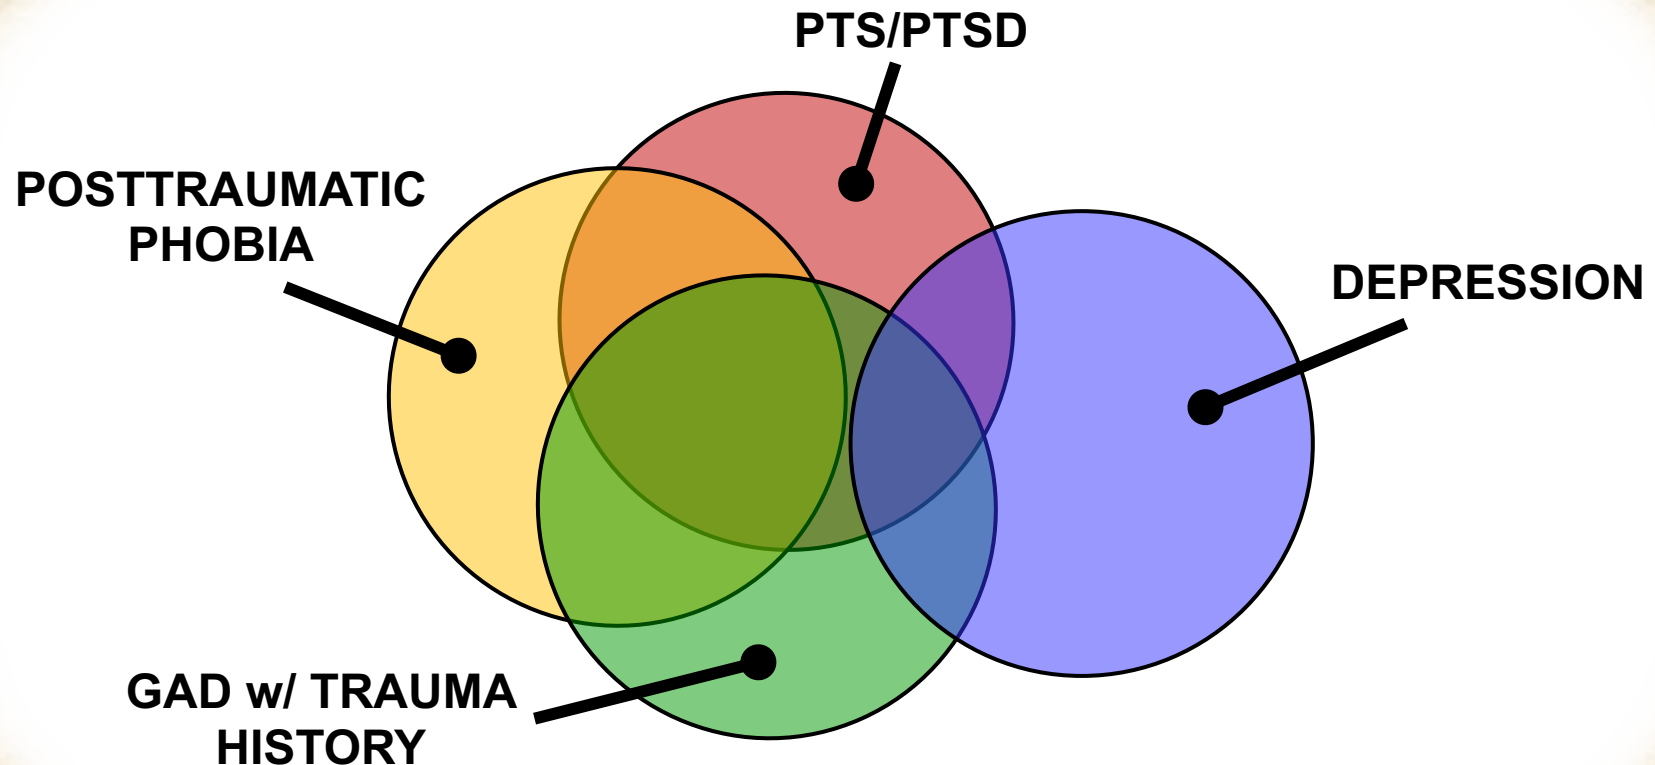 PTS/PTSD
POSTTRAUMATIC
PHOBIA
DEPRESSION
GAD w/ TRAUMA
HISTORY